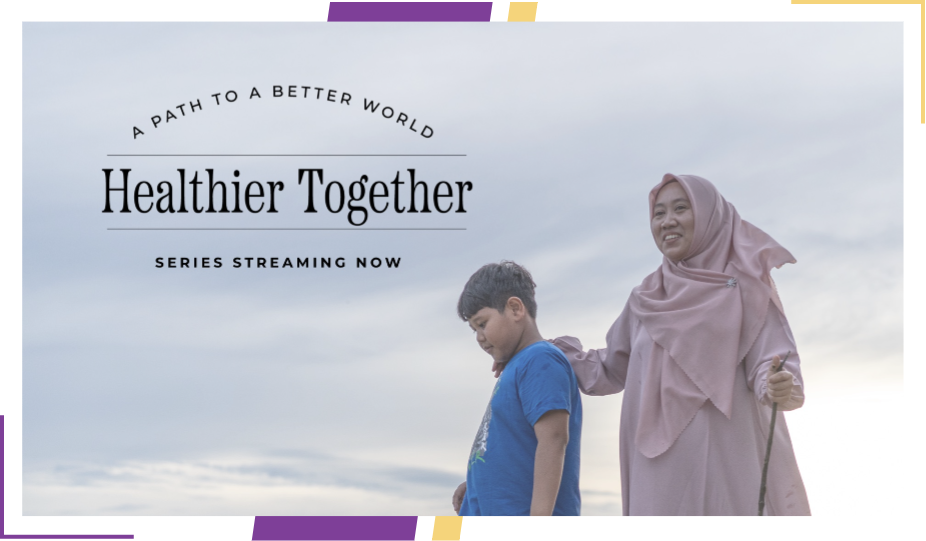 A PATH TO A BETTER WORLD
Healthier Together
SERIES STREAMING NOW